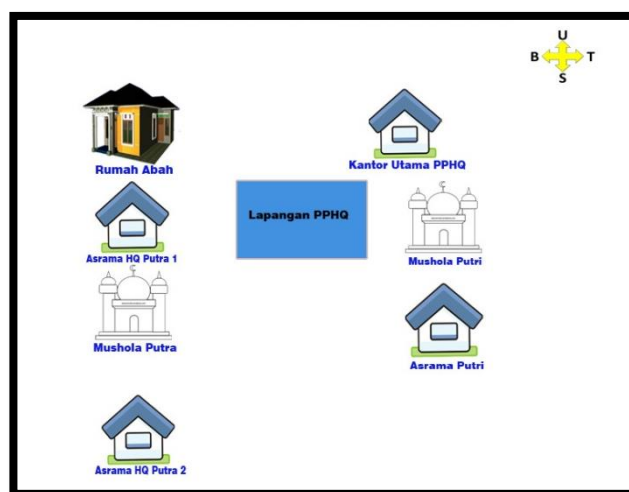 U
B T
S
Rumah Abah
Kantor Utama PPHQ
Lapangan PPHQ
Asrama HQ Putra 1
Mushola Putri
Mushola Putra
Asrama Putri
Asrama HQ Putra 2